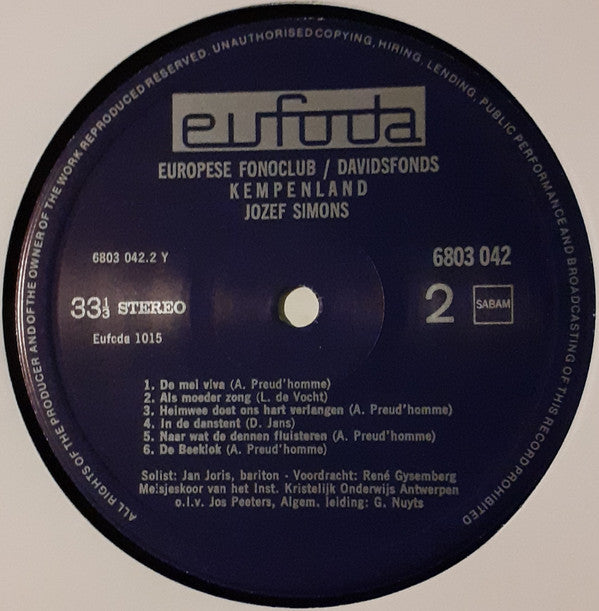 ALL RIGHTS OF THE PRODUCER AND OF THE OWNER OF THE WORK REPRODUCED RESERVED. UNAUTHORISED COPYING, HIRING, LENDING, PUBLIC PERFORMANCE AND BROADCASTING OF THIS RECORD PROHIBITED
eufoda
EUROPESE FONOCLUB / DAVIDSFONDS
KEMPENLAND
JOZEF SIMONS
6803 042.2 Y
6803 042
33⅓ STEREO
2 SABAM
Eufoda 1015
1. De mei viva (A. Preud'homme)
2. Als moeder zong (L. de Vocht)
3. Heimwee doet ons hart verlangen (A. Preud'homme)
4. In de danstent (D. Jans)
5. Naar wat de dennen fluisteren (A. Preud'homme)
6. De Beeklok (A. Preud'homme)
Solist: Jan Joris, bariton - Voordracht: René Gysemberg
Meisjeskoor van het Inst. Kristelijk Onderwijs Antwerpen
o.l.v. Jos Peeters, Algem. leiding: G. Nuyts